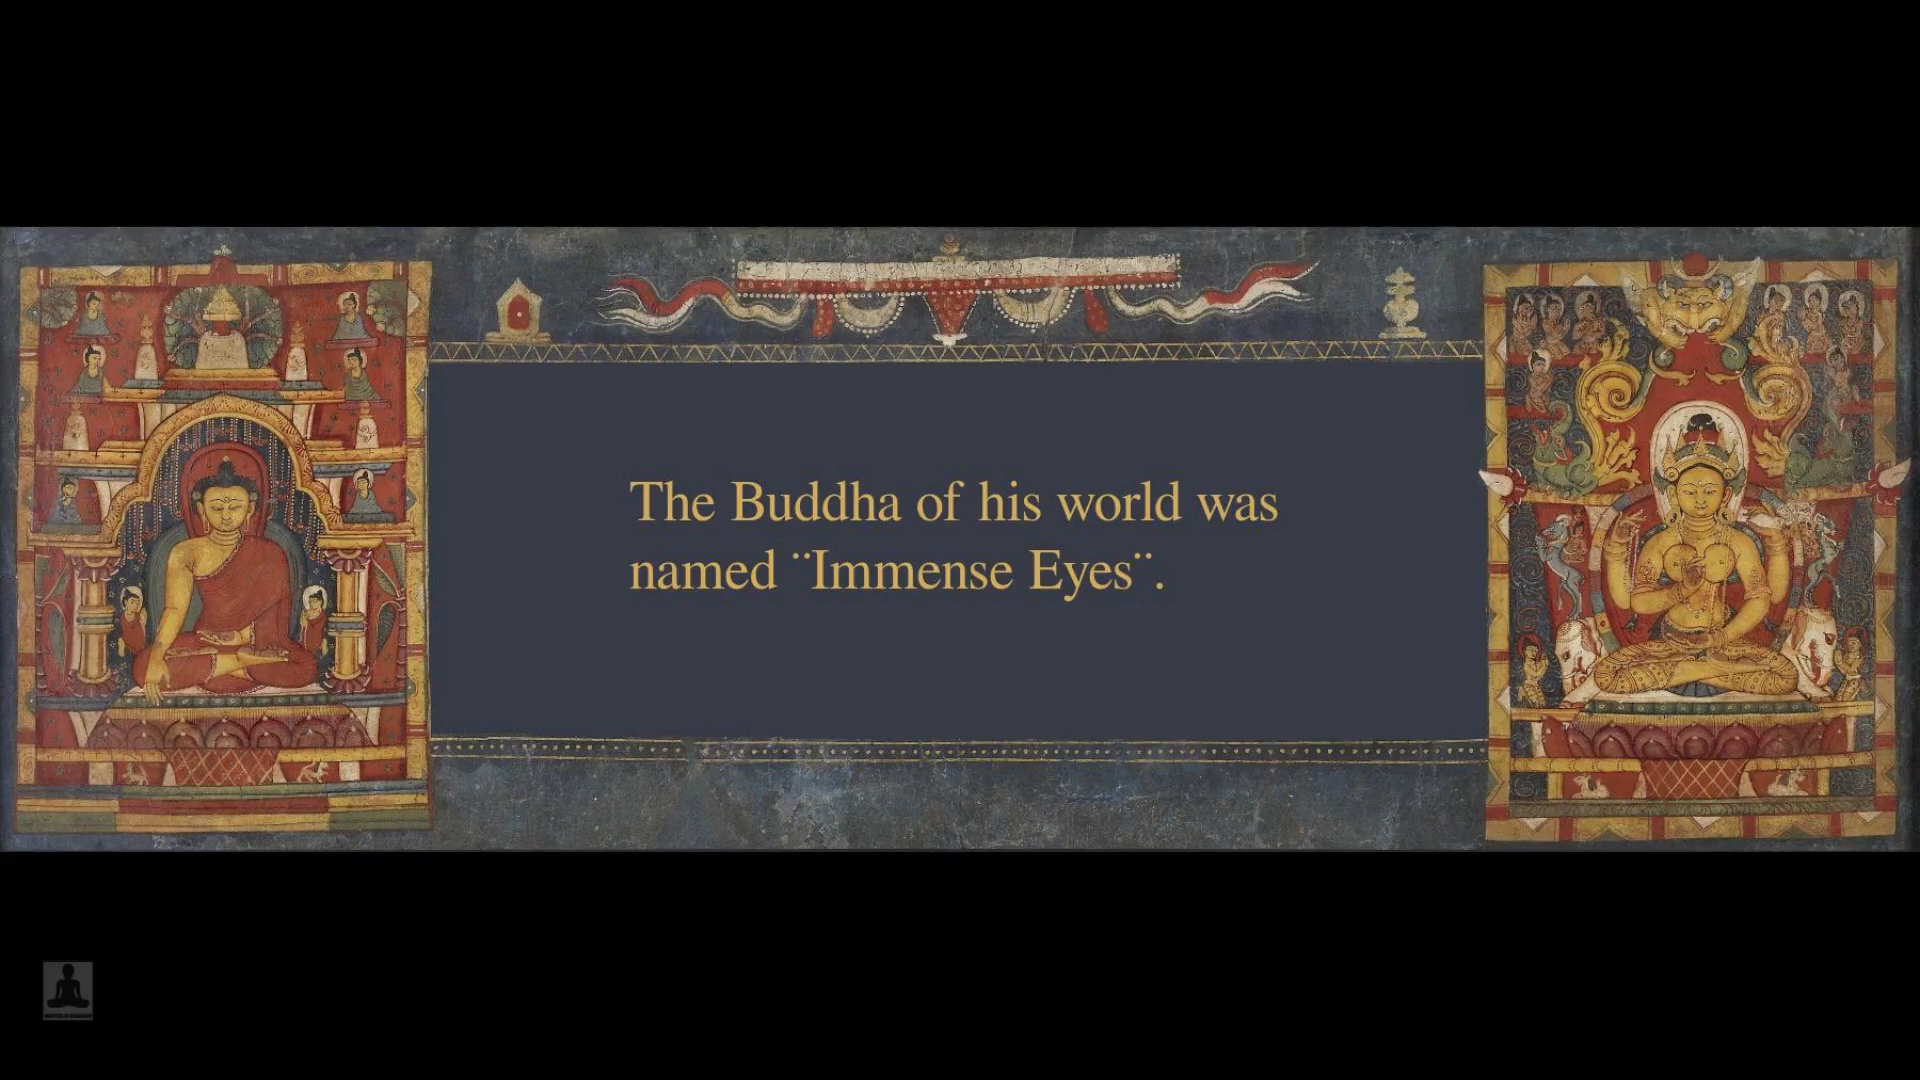 The Buddha of his world was
named ¨Immense Eyes¨.